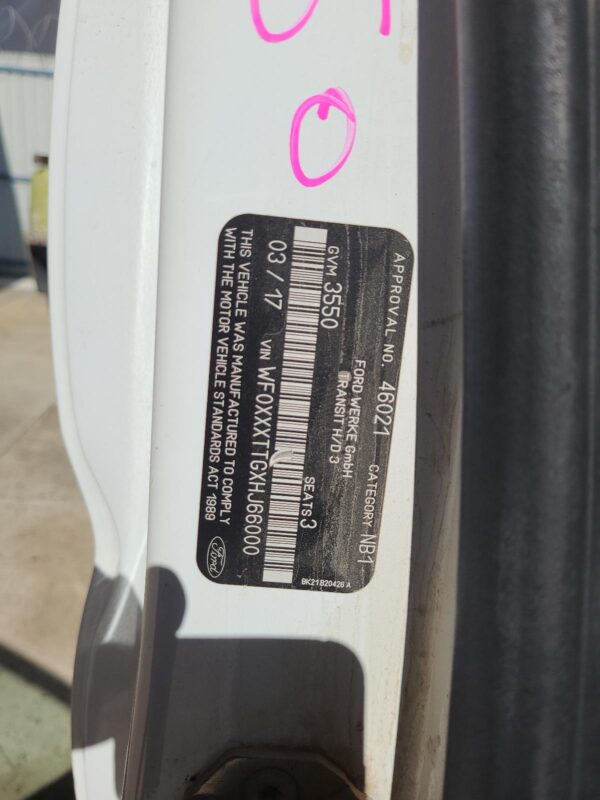 0
APPROVAL NO. 46021 CATEGORY NB1
FORD WERKE GmbH
TRANSIT H/D 3
GVM 3550 SEATS 3
03 / 17 VIN WF0XXXTTGXHJ66000
THIS VEHICLE WAS MANUFACTURED TO COMPLY
WITH THE MOTOR VEHICLE STANDARDS ACT 1989
Ford
BK21B20426 A